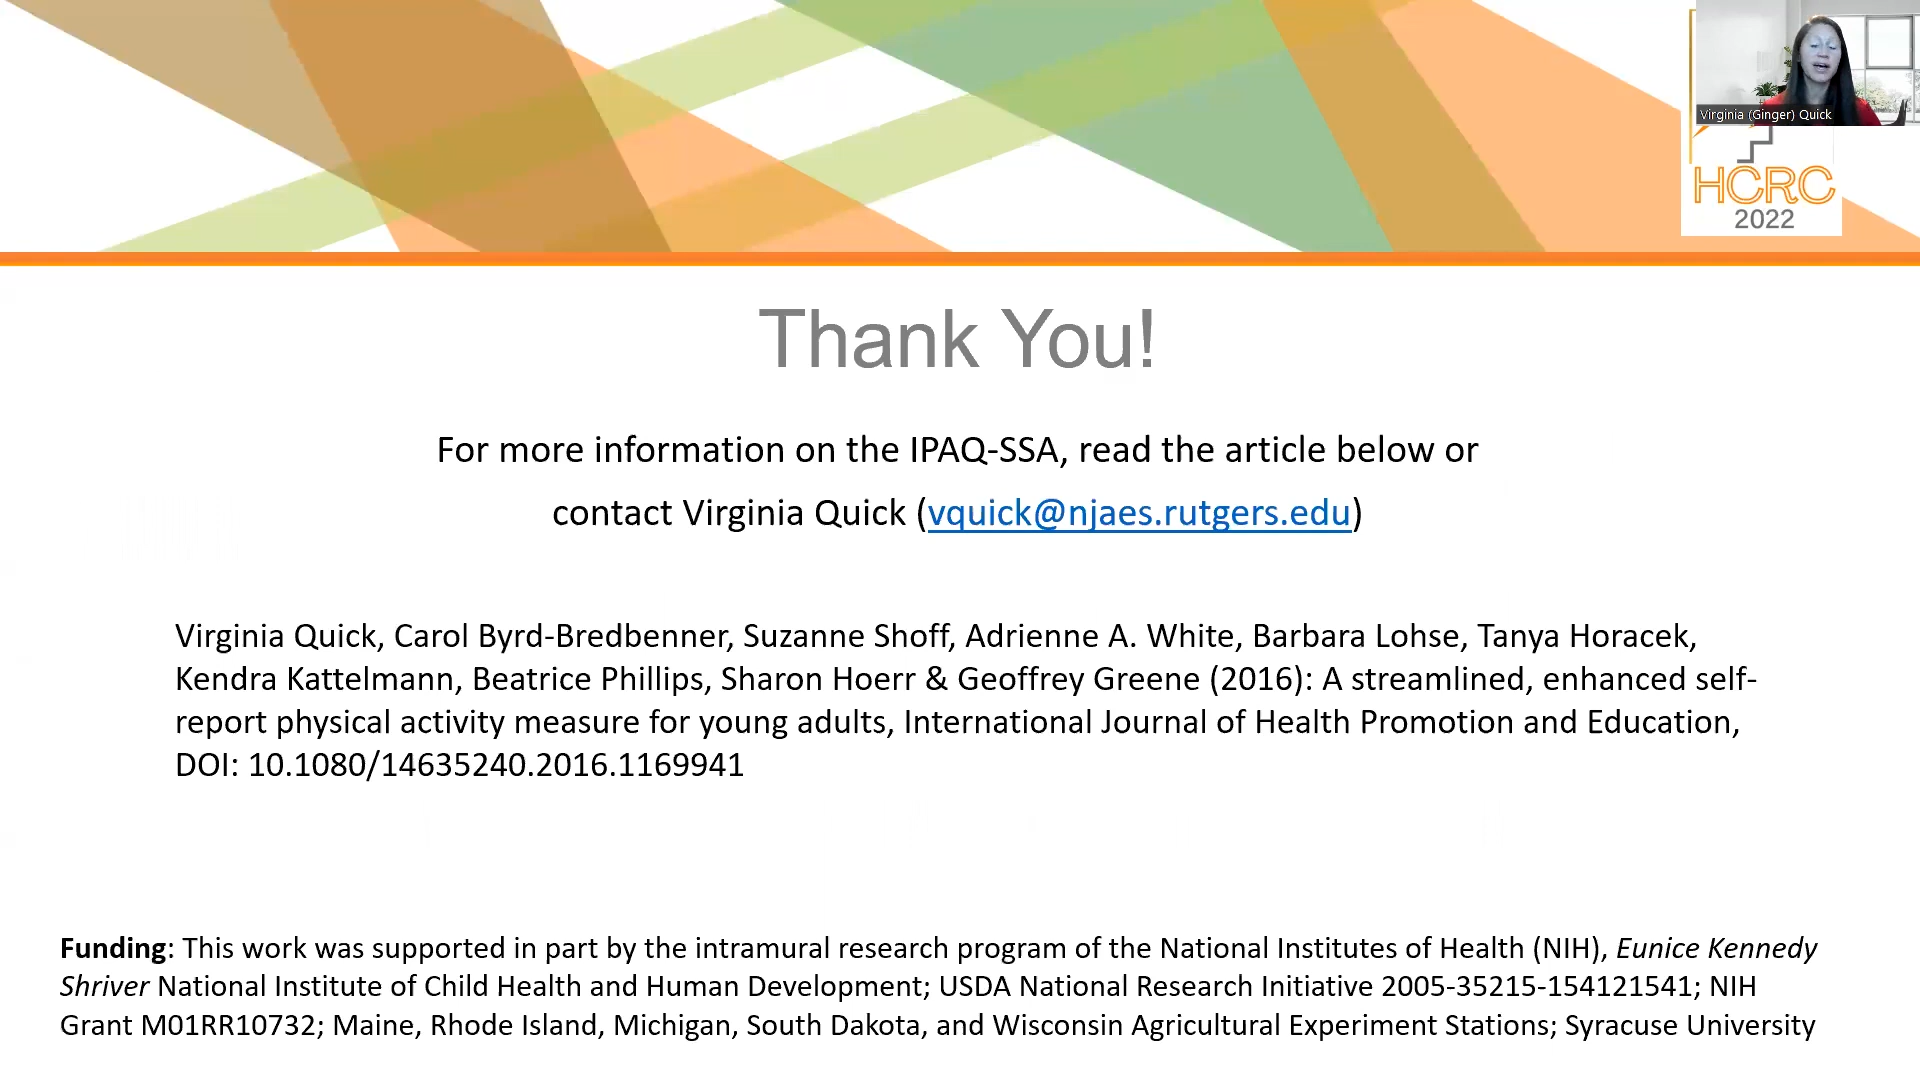 Virginia (Ginger) Quick
HCRC
2022
Thank You!
For more information on the IPAQ-SSA, read the article below or
contact Virginia Quick (vquick@njaes.rutgers.edu)
Virginia Quick, Carol Byrd-Bredbenner, Suzanne Shoff, Adrienne A. White, Barbara Lohse, Tanya Horacek,
Kendra Kattelmann, Beatrice Phillips, Sharon Hoerr & Geoffrey Greene (2016): A streamlined, enhanced self-
report physical activity measure for young adults, International Journal of Health Promotion and Education,
DOI: 10.1080/14635240.2016.1169941
Funding: This work was supported in part by the intramural research program of the National Institutes of Health (NIH), Eunice Kennedy
Shriver National Institute of Child Health and Human Development; USDA National Research Initiative 2005-35215-154121541; NIH
Grant M01RR10732; Maine, Rhode Island, Michigan, South Dakota, and Wisconsin Agricultural Experiment Stations; Syracuse University